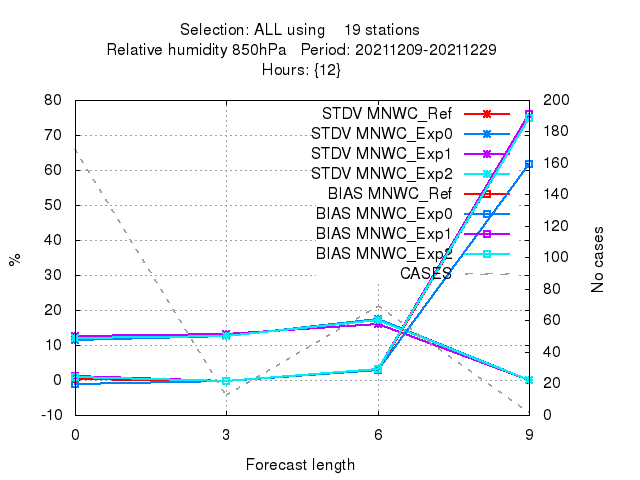 Selection: ALL using 19 stations
Relative humidity 850hPa Period: 20211209-20211229
Hours: {12}
STDV MNWC_Ref
STDV MNWC_Exp0
STDV MNWC_Exp1
STDV MNWC_Exp2
BIAS MNWC_Ref
BIAS MNWC_Exp0
BIAS MNWC_Exp1
BIAS MNWC_Exp2
CASES
80
70
60
50
40
30
20
10
0
-10
%
200
180
160
140
120
100
80
60
40
20
0
No cases
0 3 6 9
Forecast length